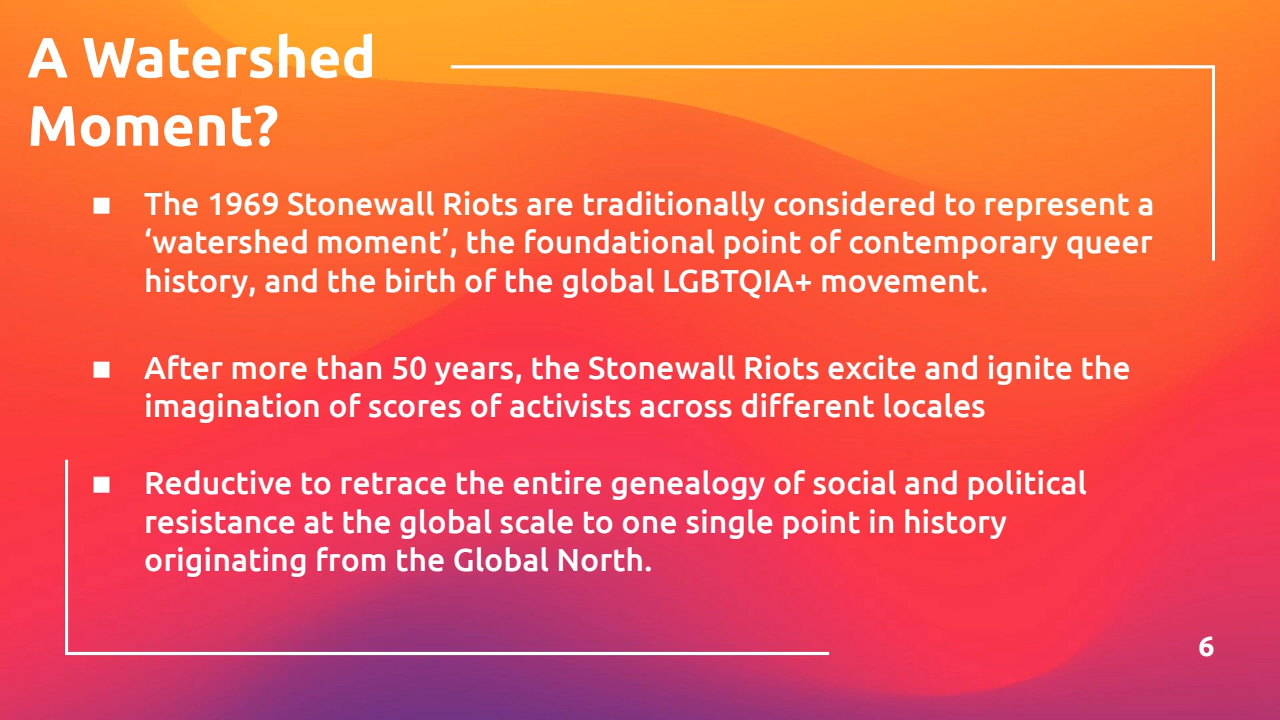 A Watershed
Moment?
■ The 1969 Stonewall Riots are traditionally considered to represent a
‘watershed moment’, the foundational point of contemporary queer
history, and the birth of the global LGBTQIA+ movement.
■ After more than 50 years, the Stonewall Riots excite and ignite the
imagination of scores of activists across different locales
■ Reductive to retrace the entire genealogy of social and political
resistance at the global scale to one single point in history
originating from the Global North.
6